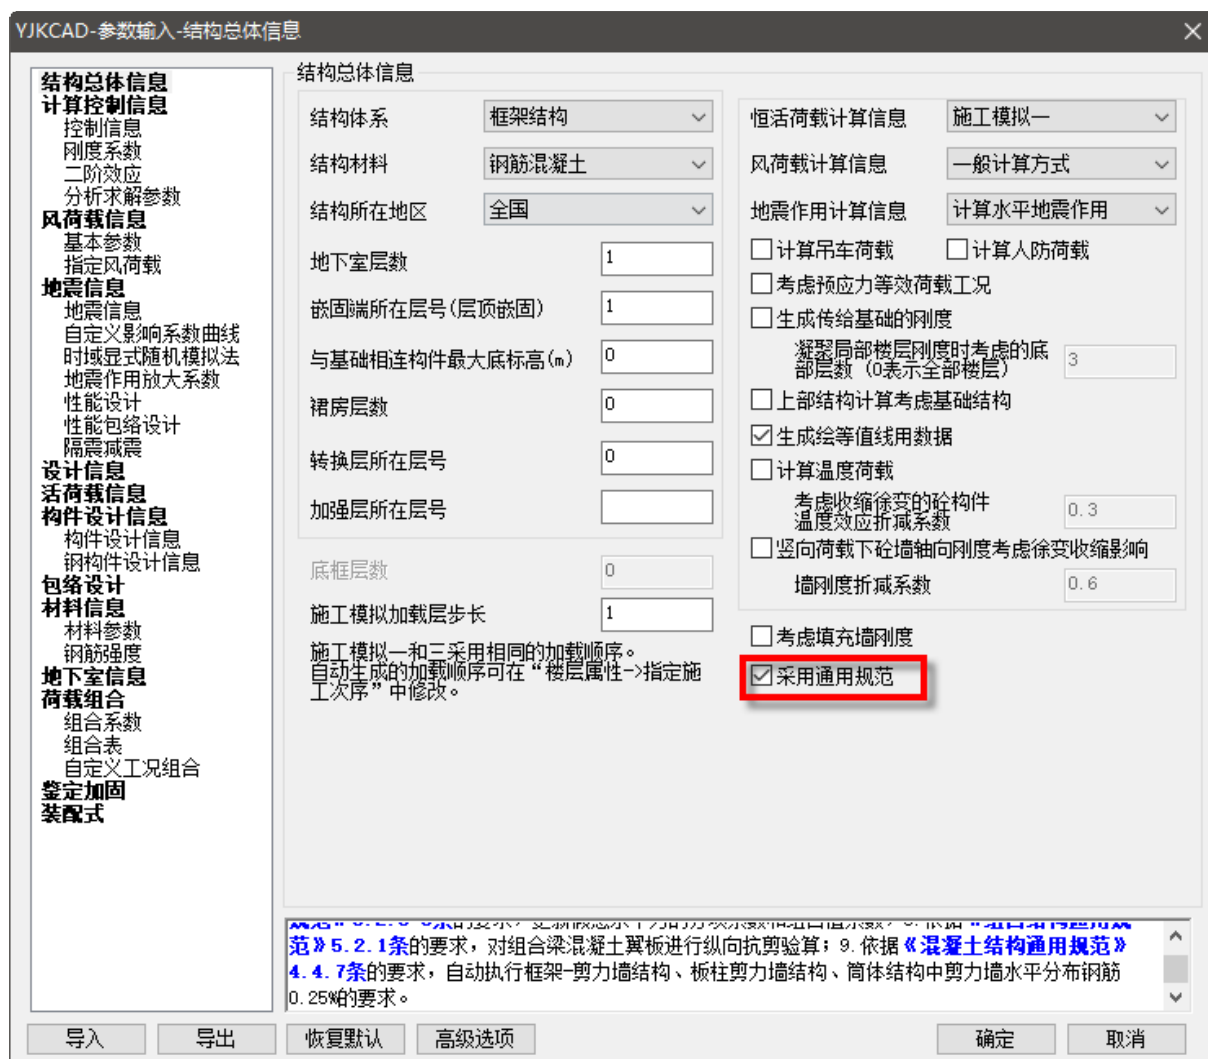 YJKCAD-参数输入-结构总体信息
结构总体信息
计算控制信息
控制信息
刚度系数
二阶效应
分析求解参数
风荷载信息
基本参数
指定风荷载
地震信息
地震信息
自定义影响系数曲线
时域显式随机模拟法
地震作用放大系数
性能设计
性能包络设计
隔震减震
设计信息
活荷载信息
构件设计信息
构件设计信息
钢构件设计信息
包络设计
材料信息
材料参数
钢筋强度
地下室信息
荷载组合
组合系数
组合表
自定义工况组合
鉴定加固
装配式
结构总体信息
结构体系 框架结构
结构材料 钢筋混凝土
结构所在地区 全国
地下室层数 1
嵌固端所在层号(层顶嵌固) 1
与基础相连构件最大底标高(m) 0
裙房层数 0
转换层所在层号 0
加强层所在层号
底框层数 0
施工模拟加载层步长 1
施工模拟一和三采用相同的加载顺序。
自动生成的加载顺序可在“楼层属性->指定施
工次序”中修改。
恒活荷载计算信息 施工模拟一
风荷载计算信息 一般计算方式
地震作用计算信息 计算水平地震作用
计算吊车荷载 计算人防荷载
考虑预应力等效荷载工况
生成传给基础的刚度
凝聚局部楼层刚度时考虑的底
部层数（0表示全部楼层） 3
上部结构计算考虑基础结构
生成绘等值线用数据
计算温度荷载
考虑收缩徐变的砼构件
温度效应折减系数 0.3
竖向荷载下砼墙轴向刚度考虑徐变收缩影响
墙刚度折减系数 0.6
考虑填充墙刚度
采用通用规范
范》5.2.1条的要求，对组合梁混凝土翼板进行纵向抗剪验算；9.依据《混凝土结构通用规范》
4.4.7条的要求，自动执行框架-剪力墙结构、板柱剪力墙结构、筒体结构中剪力墙水平分布钢筋
0.25%的要求。
导入 导出 恢复默认 高级选项 确定 取消